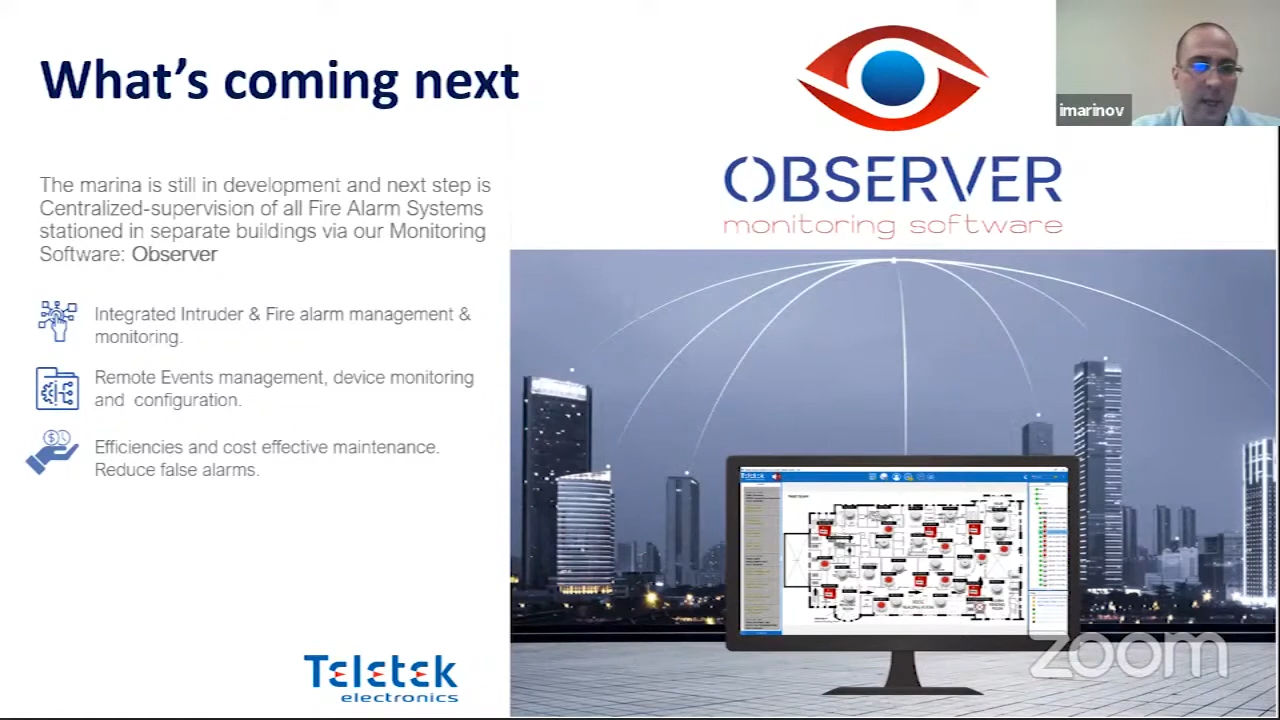 What's coming next
imarinov
The marina is still in development and next step is
Centralized-supervision of all Fire Alarm Systems
stationed in separate buildings via our Monitoring
Software: Observer
Integrated Intruder & Fire alarm management &
monitoring.
Remote Events management, device monitoring
and configuration.
Efficiencies and cost effective maintenance.
Reduce false alarms.
OBSERVER
monitoring software
Teletek
Teletek
electronics
zoom